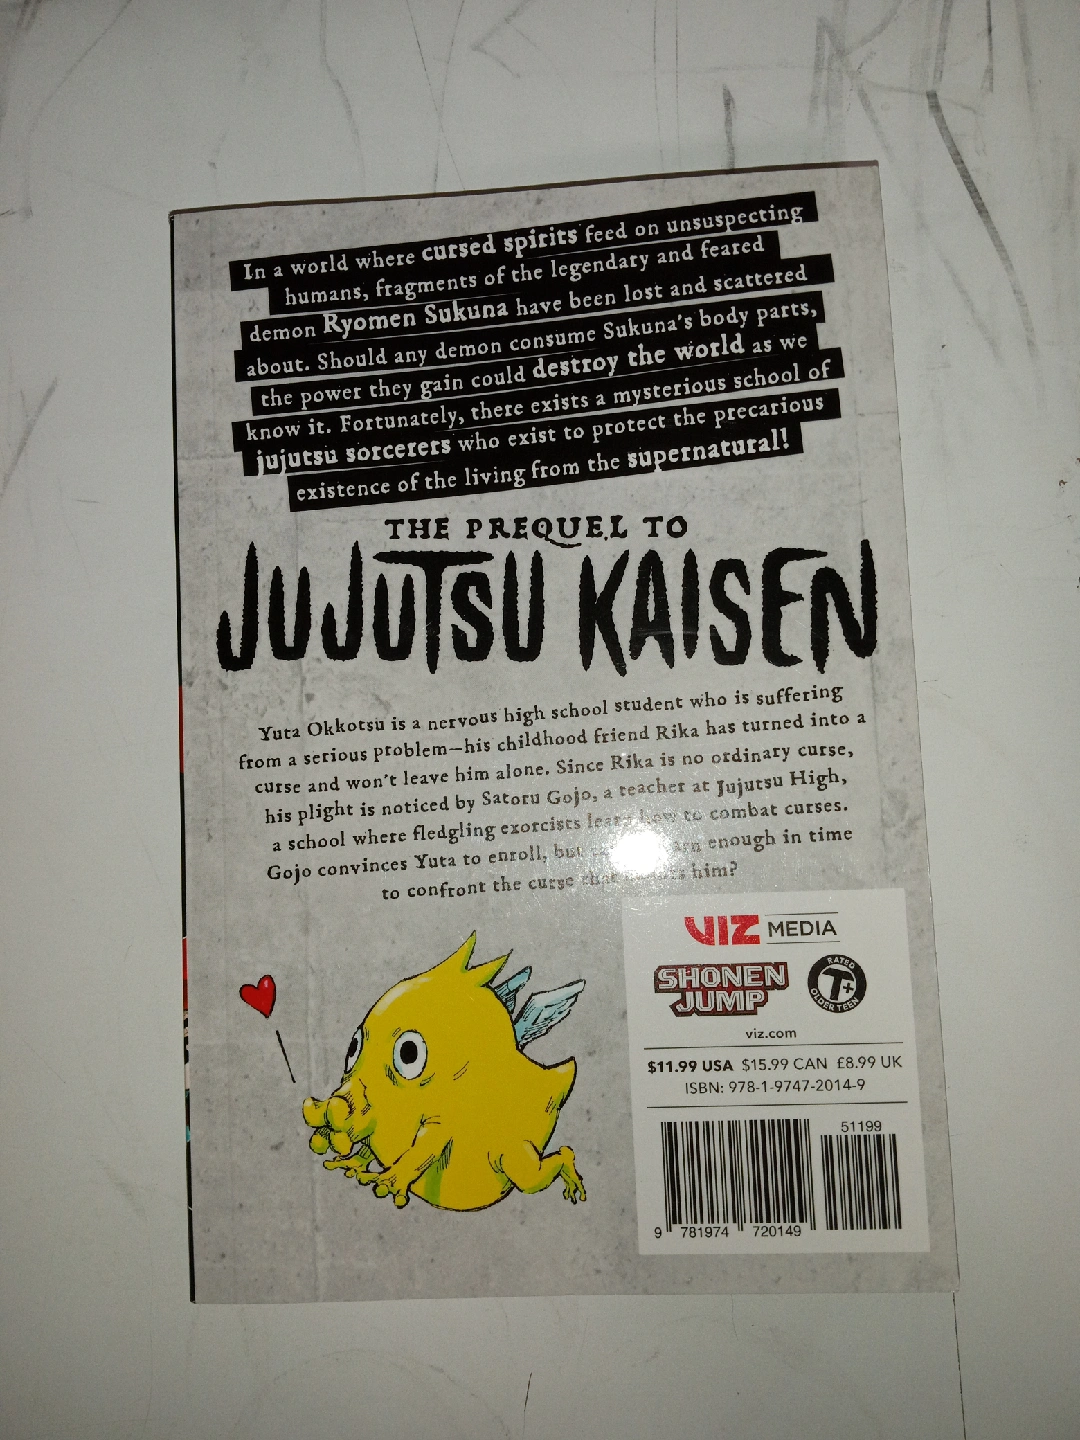 In a world where cursed spirits feed on unsuspecting
humans, fragments of the legendary and feared
demon Ryomen Sukuna have been lost and scattered
about. Should any demon consume Sukuna's body parts,
the power they gain could destroy the world as we
know it. Fortunately, there exists a mysterious school of
jujutsu sorcerers who exist to protect the precarious
existence of the living from the supernatural!
THE PREQUEL TO
JUJUTSU KAISEN
Yuta Okkotsu is a nervous high school student who is suffering
from a serious problem—his childhood friend Rika has turned into a
curse and won't leave him alone. Since Rika is no ordinary curse,
his plight is noticed by Satoru Gojo, a teacher at Jujutsu High,
a school where fledgling exorcists learn how to combat curses.
Gojo convinces Yuta to enroll, but enough in time
to confront the curse that him?
VIZ MEDIA
SHONEN
JUMP
RATED
T+
OLDER TEEN
viz.com
$11.99 USA $15.99 CAN £8.99 UK
ISBN: 978-1-9747-2014-9
51199
9 781974 720149